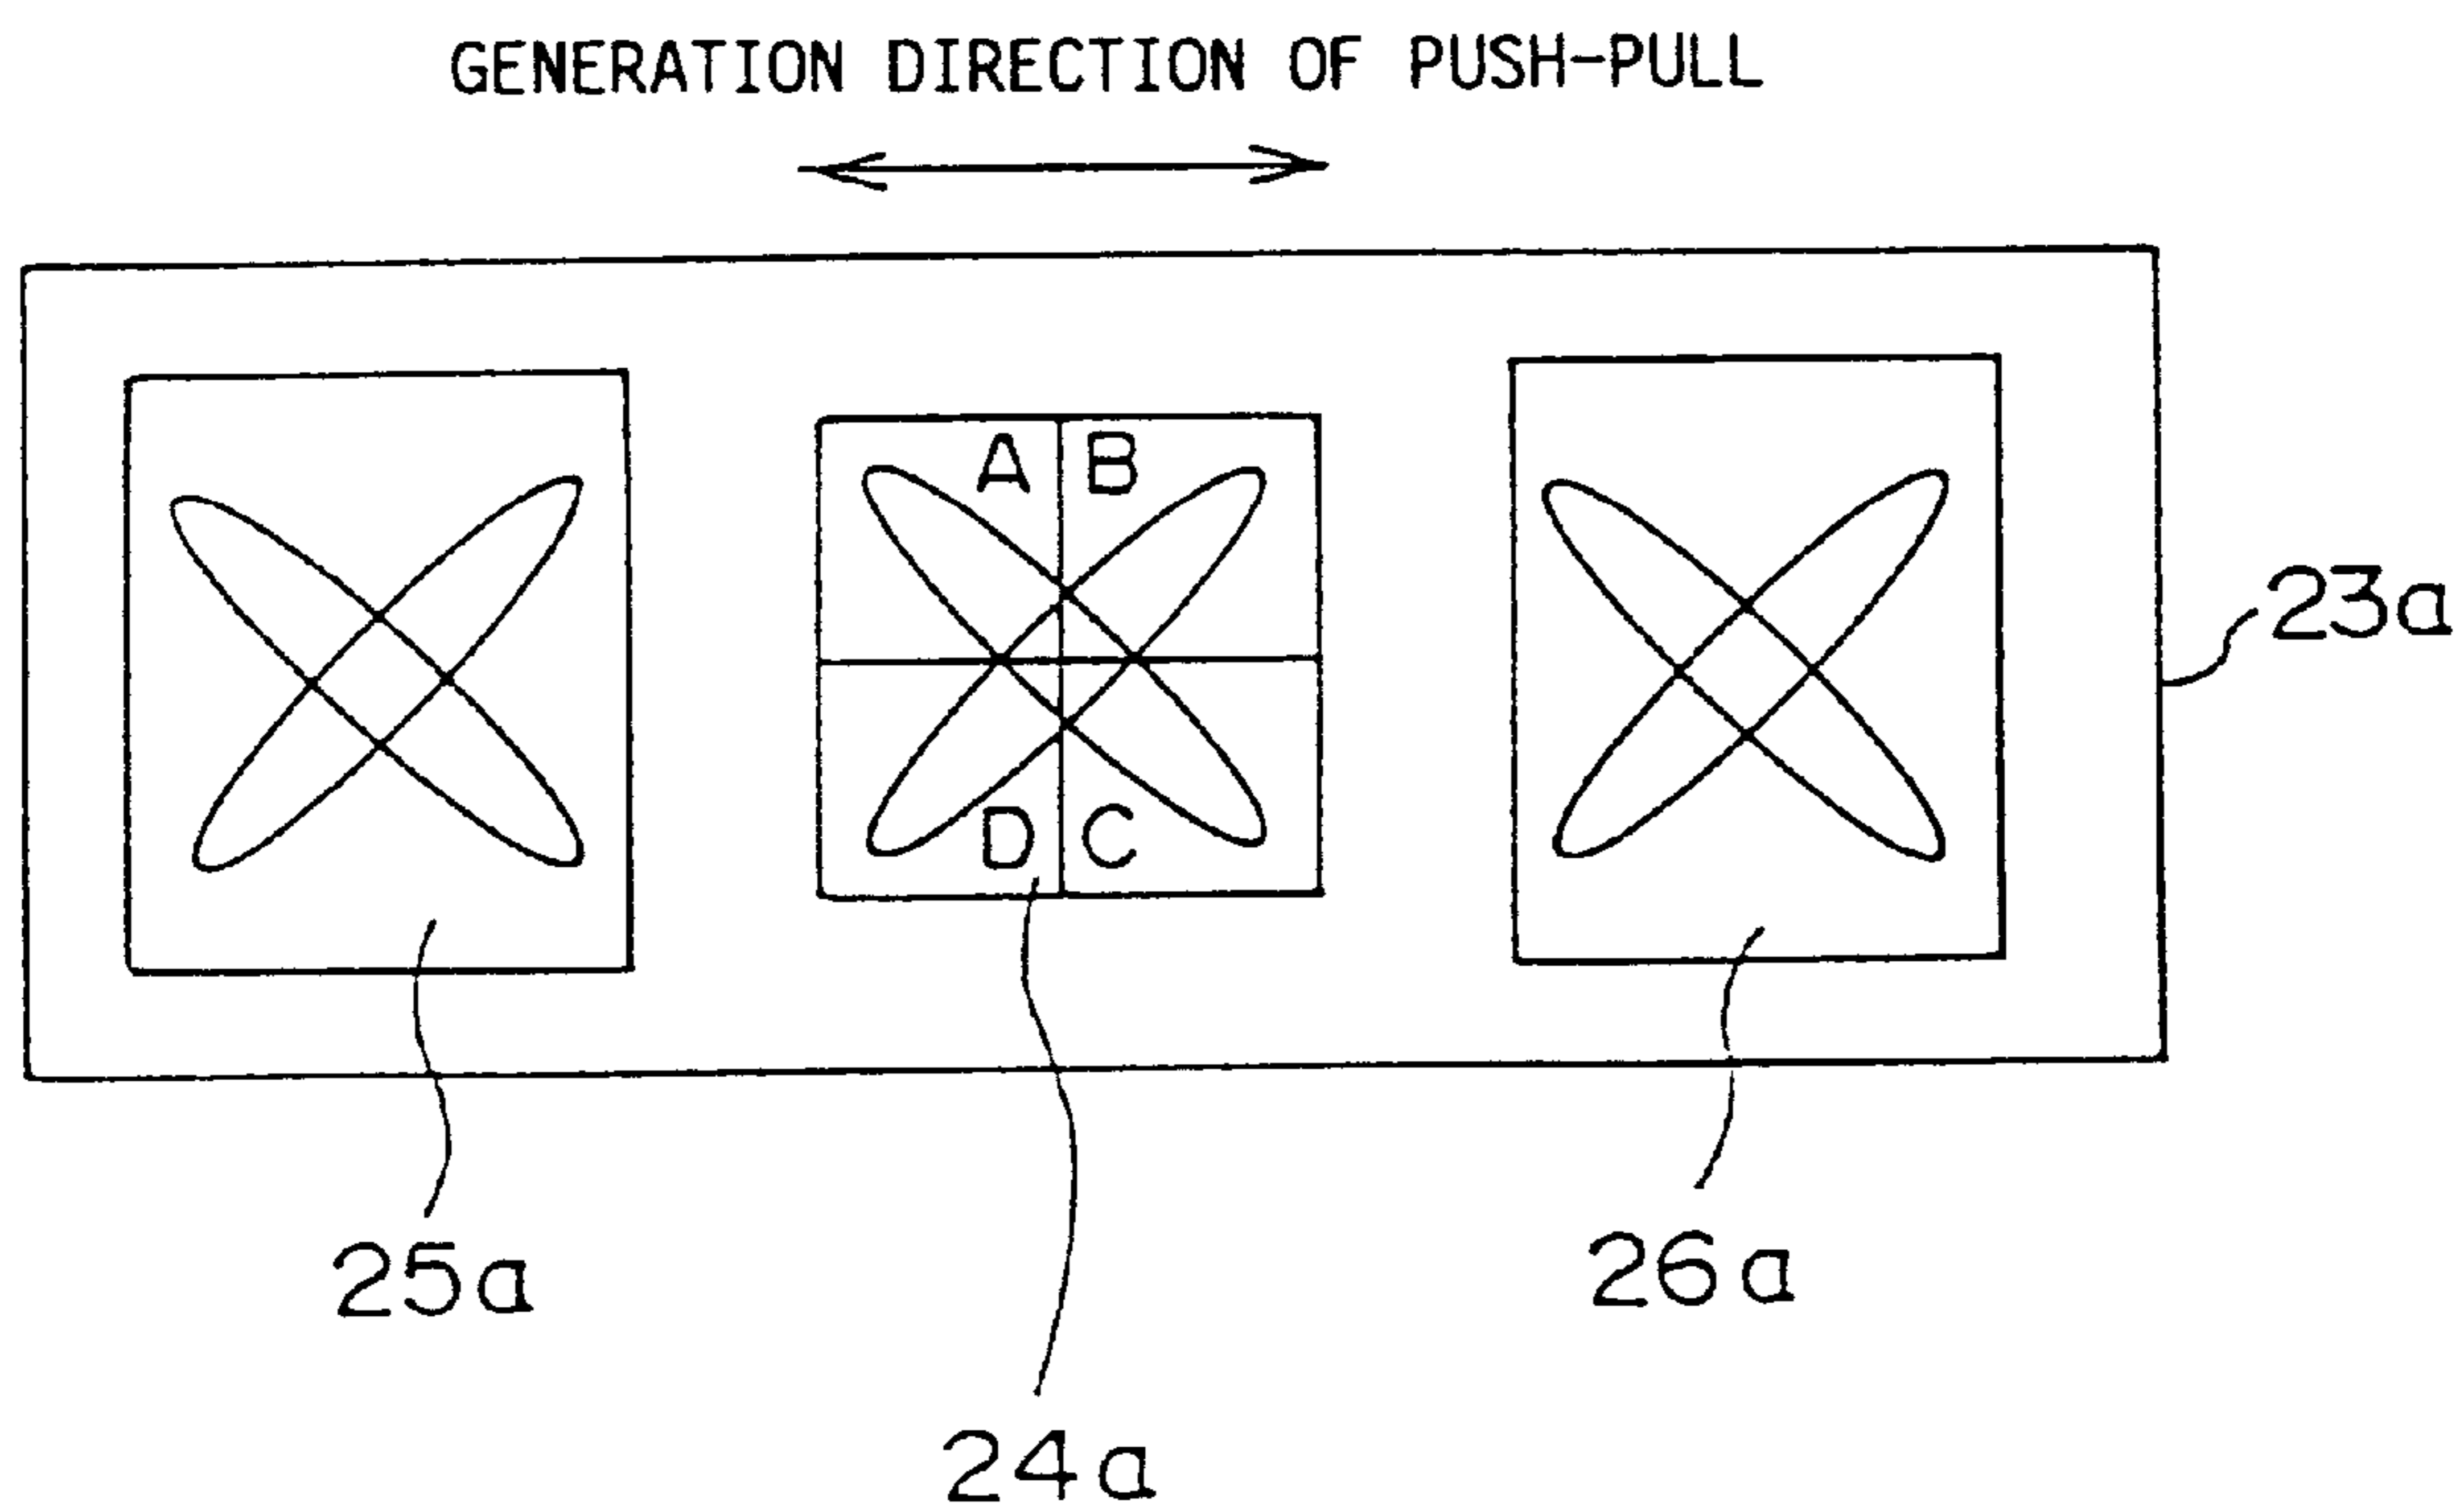 GENERATION DIRECTION OF PUSH-PULL
A B
23a
D C
25a 26a
24a